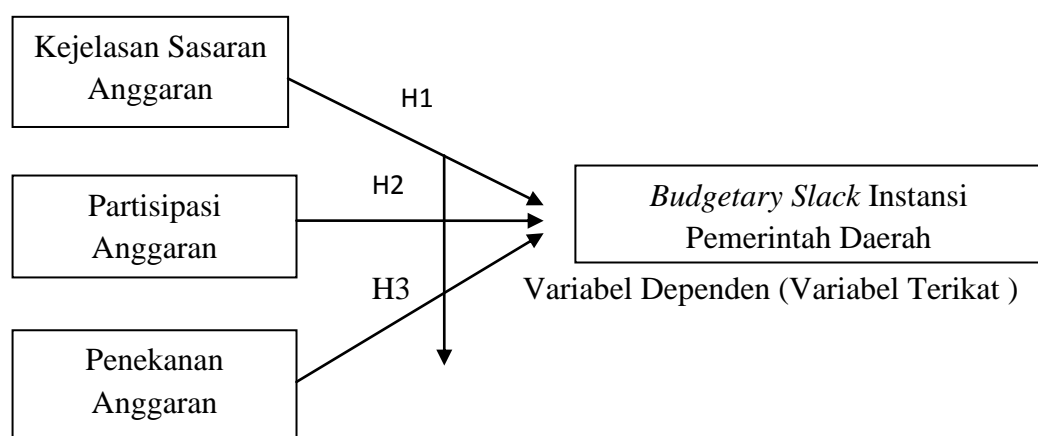 Kejelasan Sasaran
Anggaran
H1
Partisipasi
Anggaran
H2
Budgetary Slack Instansi
Pemerintah Daerah
H3
Variabel Dependen (Variabel Terikat )
Penekanan
Anggaran